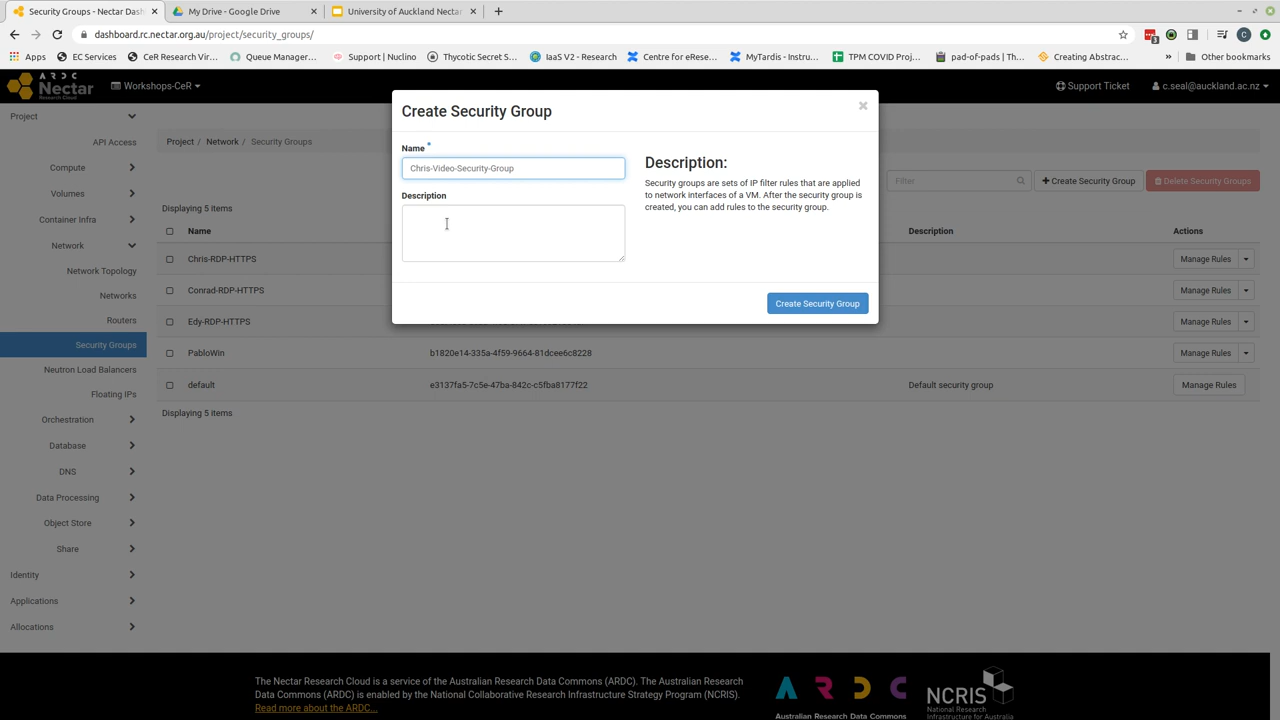 Security Groups - Nectar Dash
My Drive - Google Drive
University of Auckland Nectar
dashboard.rc.nectar.org.au/project/security_groups/
3
C
Apps
EC Services
CeR Research Vir...
Queue Manager...
Support | Nuclino
Thycotic Secret S...
IaaS V2 - Research
Centre for eRese...
MyTardis - Instru...
TPM COVID Proj...
pad-of-pads | Th...
Creating Abstrac...
»
Other bookmarks
ARDC
Nectar
Research Cloud
Workshops-CeR
Support Ticket
c.seal@auckland.ac.nz
Project
API Access
Compute
Volumes
Container Infra
Network
Network Topology
Networks
Routers
Security Groups
Neutron Load Balancers
Floating IPs
Orchestration
Database
DNS
Data Processing
Object Store
Share
Identity
Applications
Allocations
Project / Network / Security Groups
Filter
Create Security Group
Delete Security Groups
Displaying 5 items
Name
Description
Actions
Chris-RDP-HTTPS
Manage Rules
Conrad-RDP-HTTPS
Manage Rules
Edy-RDP-HTTPS
Manage Rules
PabloWin
b1820e14-335a-4f59-9664-81dcee6c8228
Manage Rules
default
e3137fa5-7c5e-47ba-842c-c5fba8177f22
Default security group
Manage Rules
Displaying 5 items
Create Security Group
×
Name *
Chris-Video-Security-Group
Description
Description:
Security groups are sets of IP filter rules that are applied
to network interfaces of a VM. After the security group is
created, you can add rules to the security group.
Create Security Group
The Nectar Research Cloud is a service of the Australian Research Data Commons (ARDC). The Australian Research
Data Commons (ARDC) is enabled by the National Collaborative Research Infrastructure Strategy Program (NCRIS).
Read more about the ARDC...
ARDC
Australian Research Data Commons
NCRIS
National Research
Infrastructure for Australia